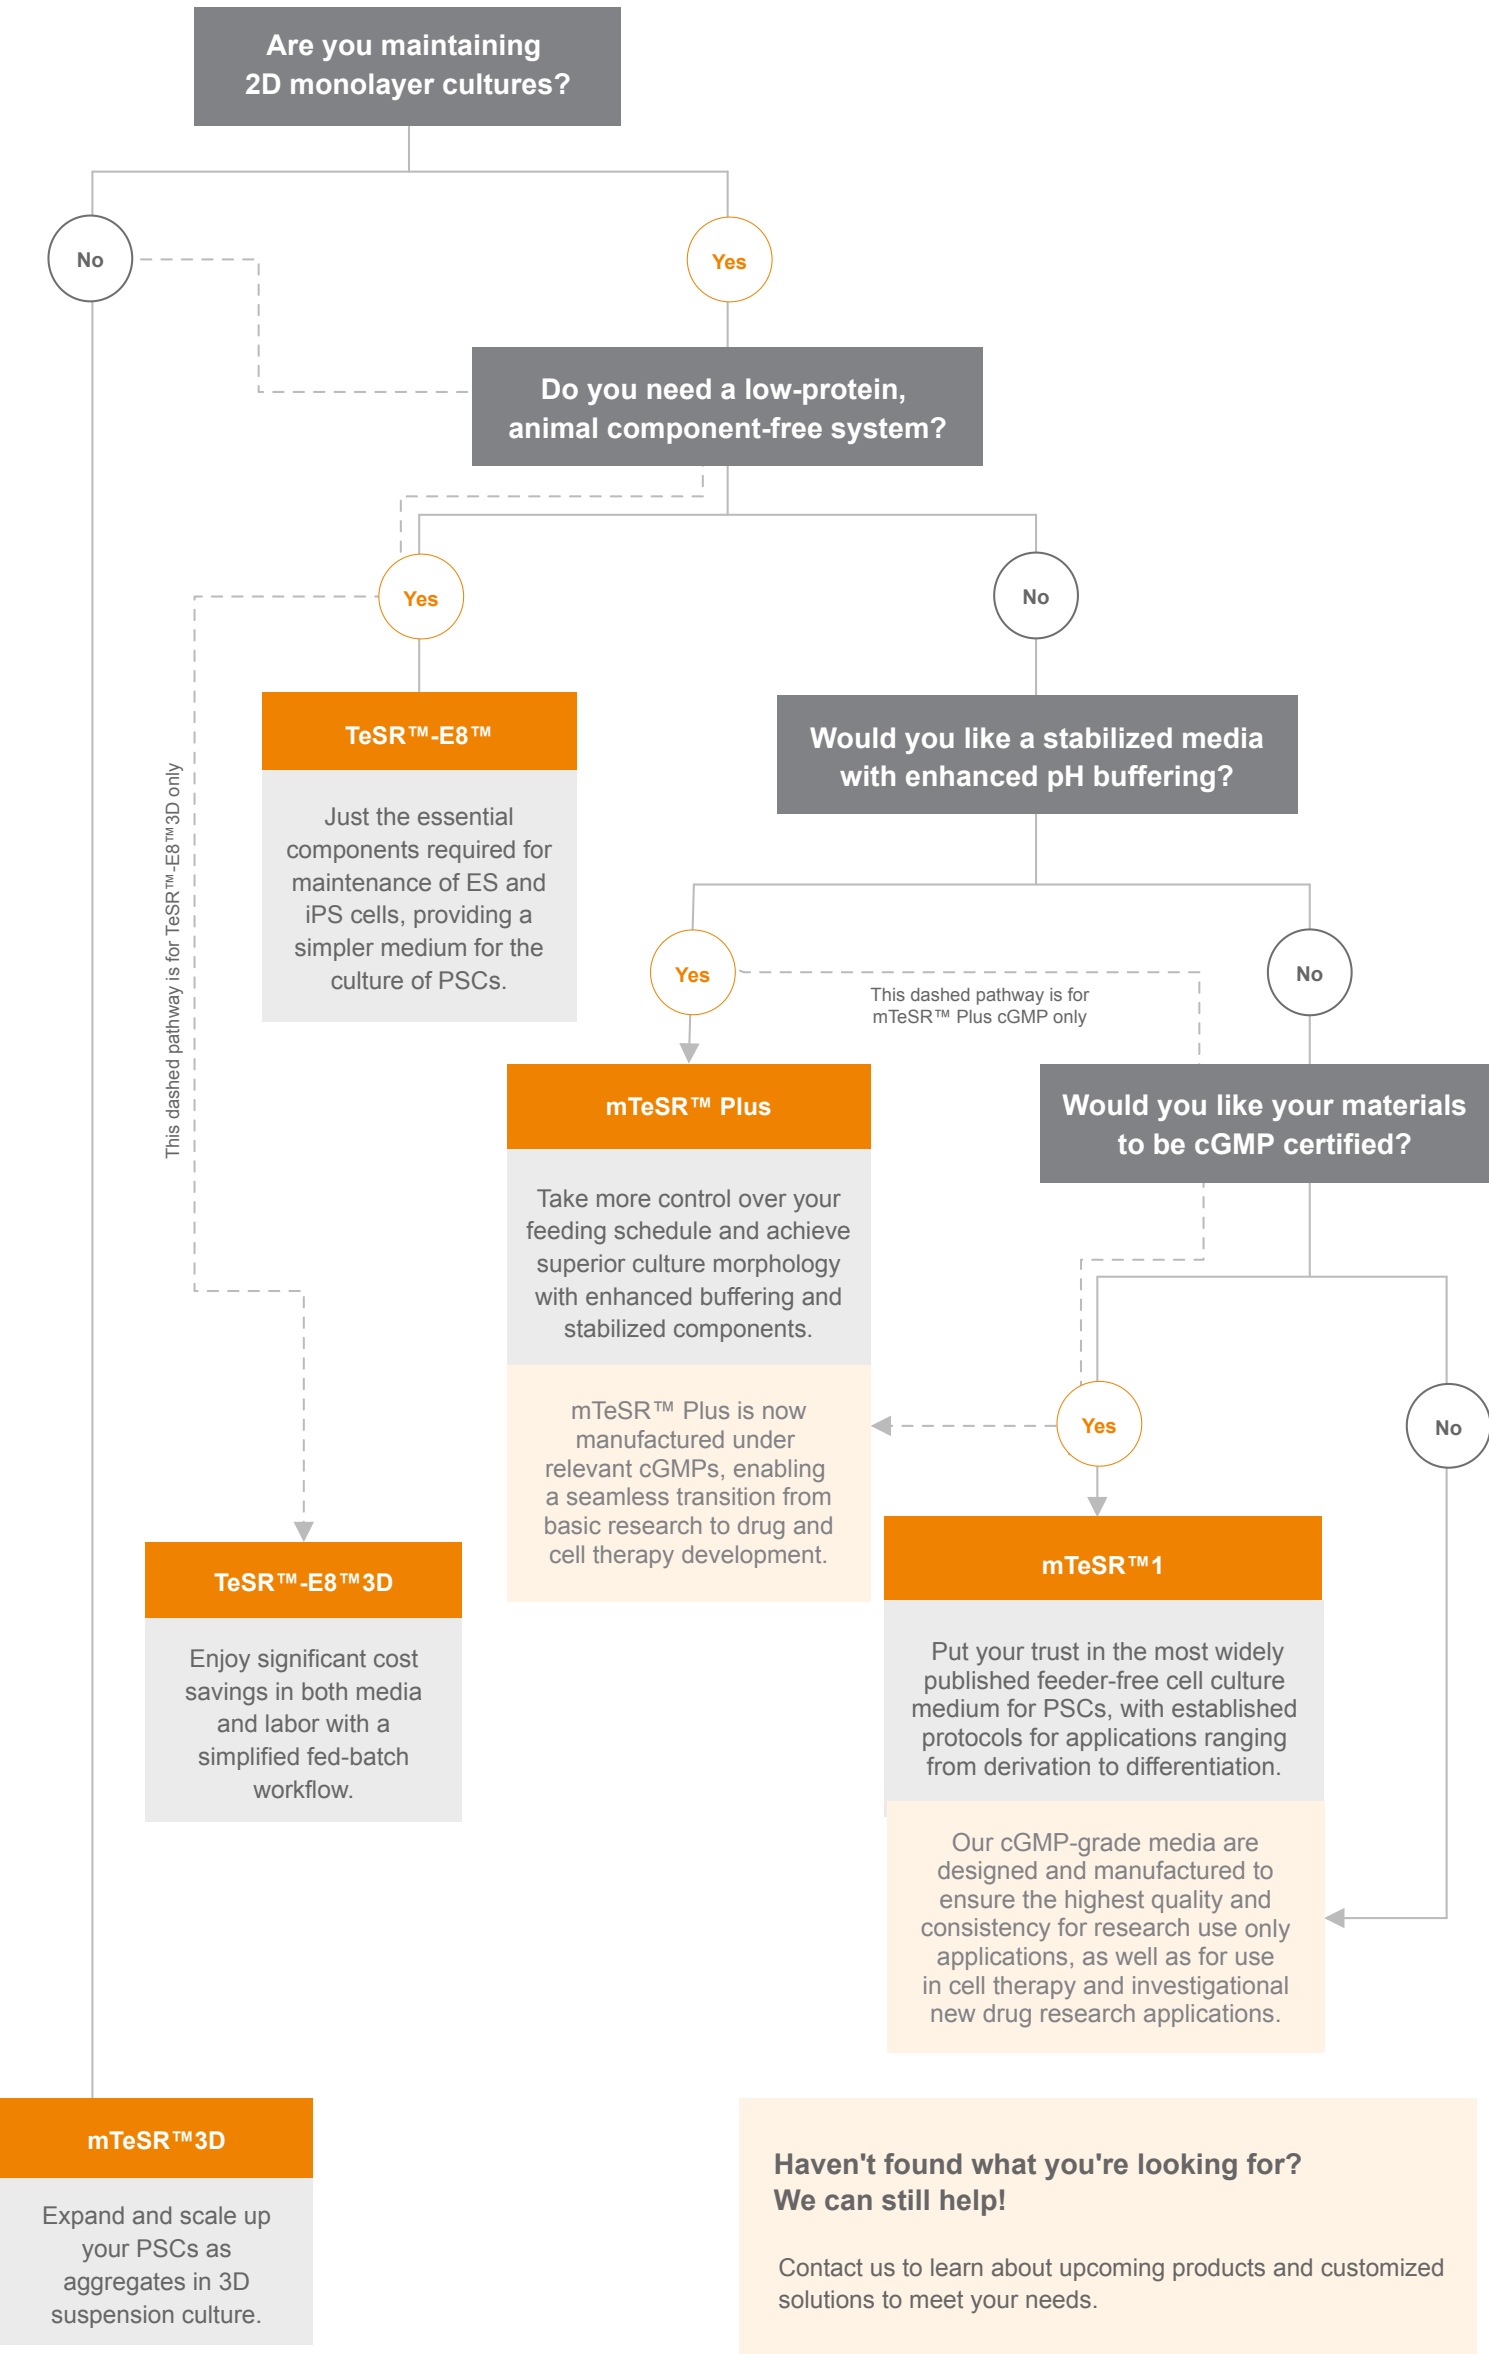 Are you maintaining
2D monolayer cultures?
No
Yes
Do you need a low-protein,
animal component-free system?
Yes
No
TeSR™-E8™
Just the essential
components required for
maintenance of ES and
iPS cells, providing a
simpler medium for the
culture of PSCs.
This dashed pathway is for TeSR™-E8™3D only
Would you like a stabilized media
with enhanced pH buffering?
Yes
This dashed pathway is for
mTeSR™ Plus cGMP only
No
mTeSR™ Plus
Take more control over your
feeding schedule and achieve
superior culture morphology
with enhanced buffering and
stabilized components.
mTeSR™ Plus is now
manufactured under
relevant cGMPs, enabling
a seamless transition from
basic research to drug and
cell therapy development.
Would you like your materials
to be cGMP certified?
Yes
No
TeSR™-E8™3D
Enjoy significant cost
savings in both media
and labor with a
simplified fed-batch
workflow.
mTeSR™1
Put your trust in the most widely
published feeder-free cell culture
medium for PSCs, with established
protocols for applications ranging
from derivation to differentiation.
Our cGMP-grade media are
designed and manufactured to
ensure the highest quality and
consistency for research use only
applications, as well as for use
in cell therapy and investigational
new drug research applications.
mTeSR™3D
Expand and scale up
your PSCs as
aggregates in 3D
suspension culture.
Haven't found what you're looking for?
We can still help!
Contact us to learn about upcoming products and customized
solutions to meet your needs.